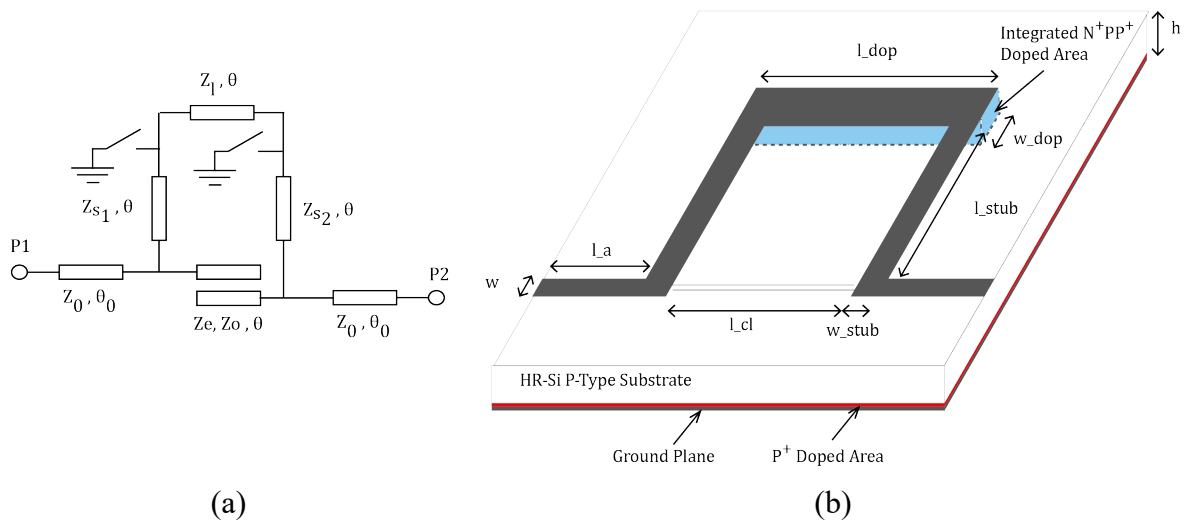 Zl , θ
Zs1 , θ
Zs2 , θ
P1
Z0 , θ0
Ze, Zo , θ
P2
Z0 , θ0
(a)
Integrated N+PP+
Doped Area
h
l_dop
w_dop
l_stub
l_a
w
l_cl
w_stub
HR-Si P-Type Substrate
Ground Plane
P+ Doped Area
(b)